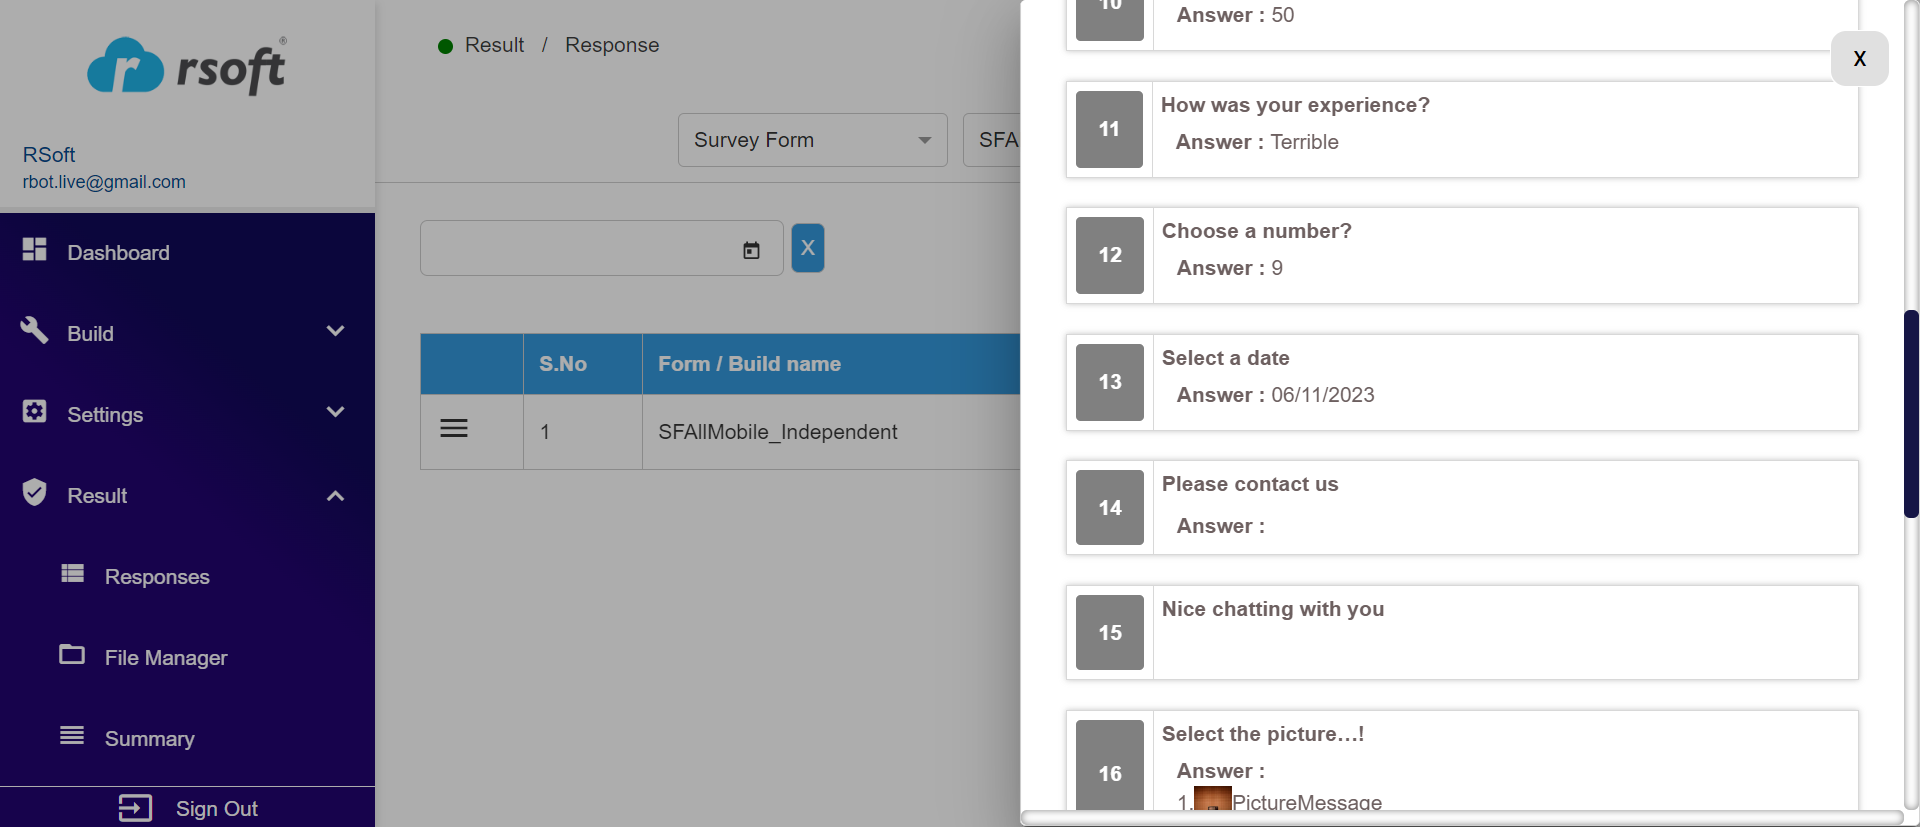 rsoft®
RSoft
rbot.live@gmail.com
Dashboard
Build
Settings
Result
Responses
File Manager
Summary
Sign Out
Result / Response
Survey Form
SFA
X
S.No
Form / Build name
1
SFAllMobile_Independent
X
10
Answer : 50
11
How was your experience?
Answer : Terrible
12
Choose a number?
Answer : 9
13
Select a date
Answer : 06/11/2023
14
Please contact us
Answer :
15
Nice chatting with you
16
Select the picture...!
Answer :
1. PictureMessage